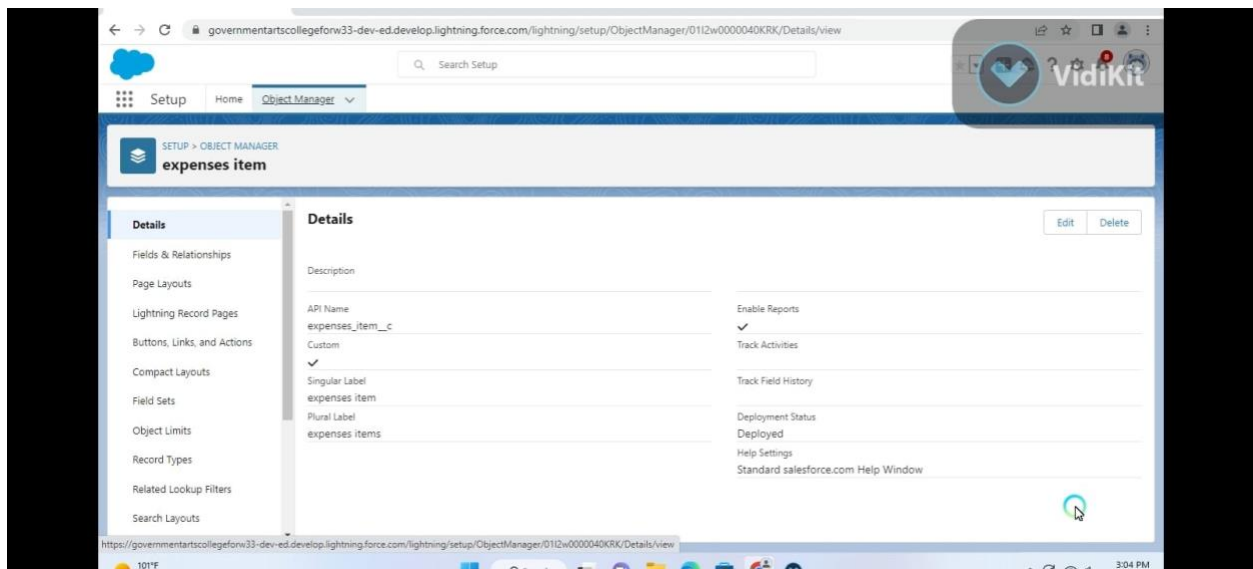 governmentartscollegeforw33-dev-ed.develop.lightning.force.com/lightning/setup/ObjectManager/01I2w0000040KRK/Details/view
Search Setup
VidiKit
Setup Home Object Manager
SETUP > OBJECT MANAGER
expenses item
Details
Fields & Relationships
Page Layouts
Lightning Record Pages
Buttons, Links, and Actions
Compact Layouts
Field Sets
Object Limits
Record Types
Related Lookup Filters
Search Layouts
Details
Edit Delete
Description
API Name
expenses_item__c
Custom
Singular Label
expenses item
Plural Label
expenses items
Enable Reports
Track Activities
Track Field History
Deployment Status
Deployed
Help Settings
Standard salesforce.com Help Window
https://governmentartscollegeforw33-dev-ed.develop.lightning.force.com/lightning/setup/ObjectManager/01I2w0000040KRK/Details/view
101°F
3:04 PM